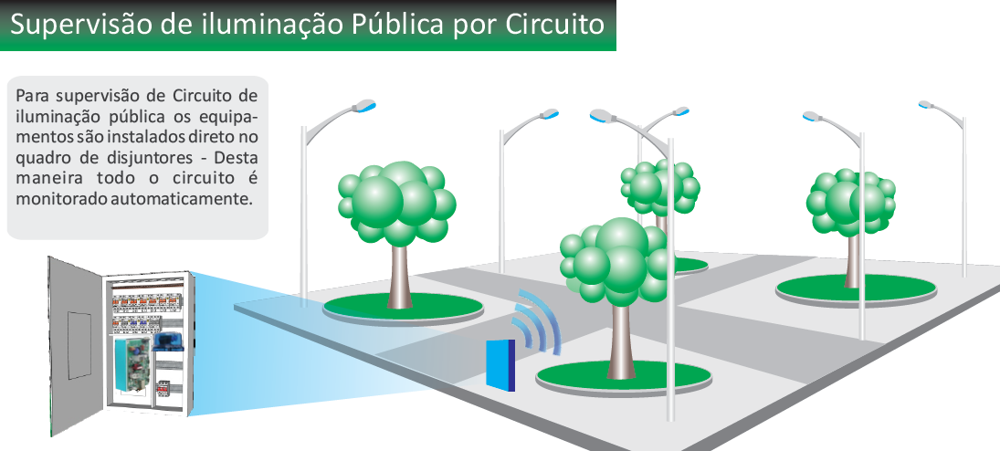 Supervisão de iluminação Pública por Circuito
Para supervisão de Circuito de
iluminação pública os equipa-
mentos são instalados direto no
quadro de disjuntores - Desta
maneira todo o circuito é
monitorado automaticamente.